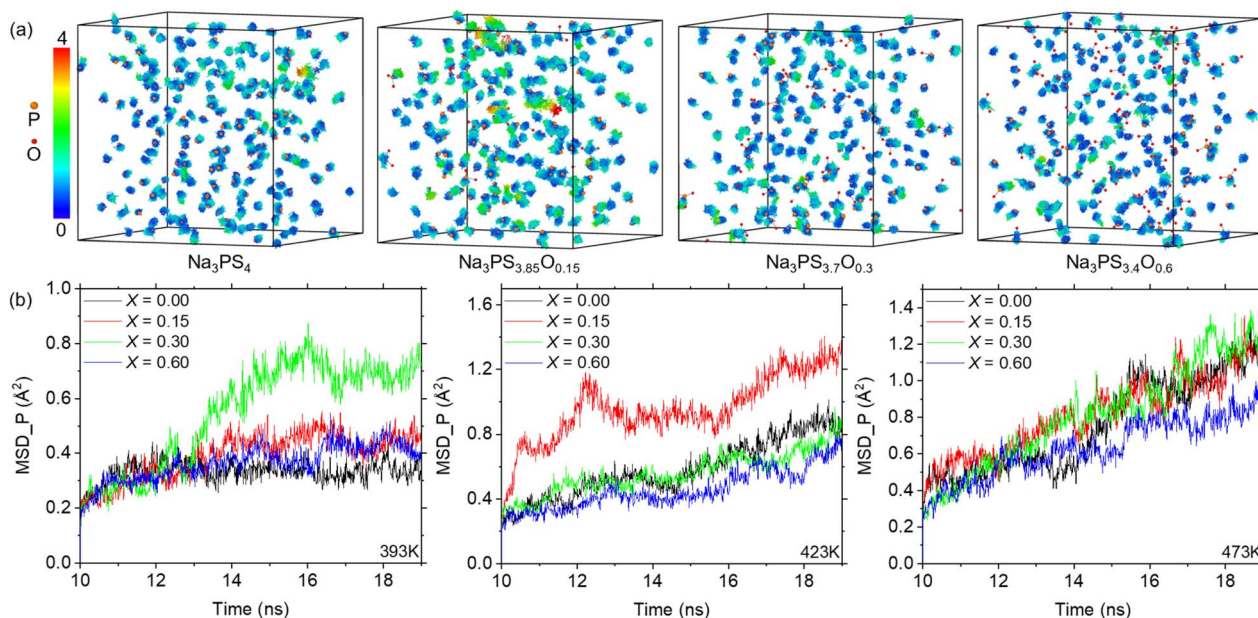 (a)
4
P
O
0
Na₃PS₄
Na₃PS₃.₈₅O₀.₁₅
Na₃PS₃.₇O₀.₃
Na₃PS₃.₄O₀.₆
(b)
1.0
0.8
0.6
0.4
0.2
0.0
MSD_P (Å²)
X = 0.00
X = 0.15
X = 0.30
X = 0.60
393K
10 12 14 16 18
Time (ns)
1.6
1.2
0.8
0.4
0.0
MSD_P (Å²)
X = 0.00
X = 0.15
X = 0.30
X = 0.60
423K
10 12 14 16 18
Time (ns)
1.4
1.2
1.0
0.8
0.6
0.4
0.2
0.0
MSD_P (Å²)
X = 0.00
X = 0.15
X = 0.30
X = 0.60
473K
10 12 14 16 18
Time (ns)